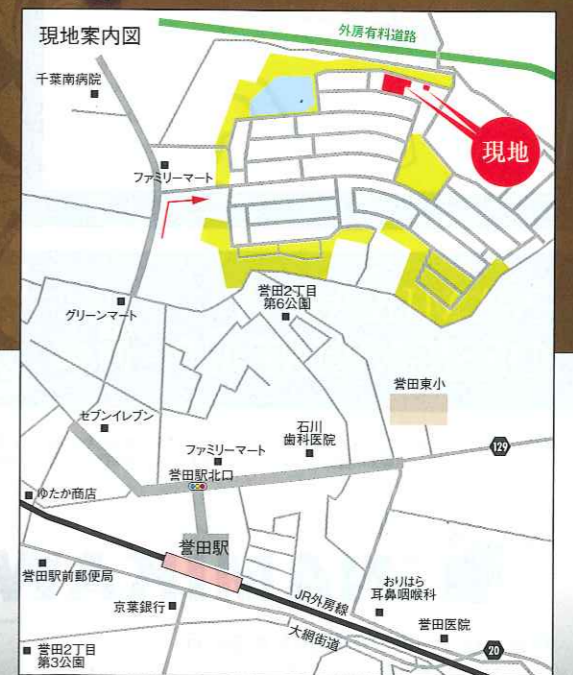 現地案内図
外房有料道路
千葉南病院
現地
ファミリーマート
グリーンマート
誉田2丁目
第6公園
誉田東小
セブンイレブン
石川
歯科医院
ファミリーマート
129
誉田駅北口
ゆたか商店
誉田駅
誉田駅前郵便局
おりはら
耳鼻咽喉科
JR外房線
京葉銀行
誉田医院
大網街道
20
誉田2丁目
第3公園